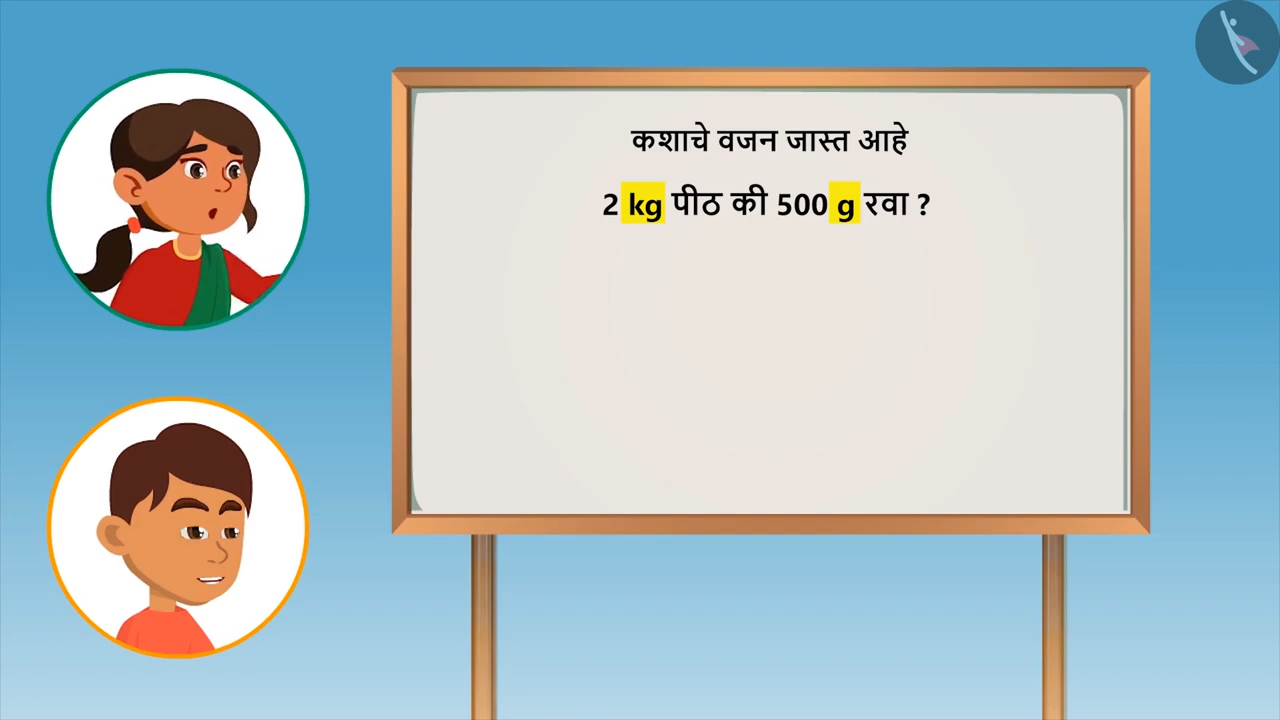 कशाचे वजन जास्त आहे
2 kg पीठ की 500 g रवा ?